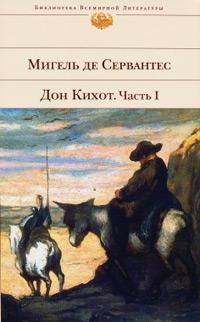 Библиотека Всемирной Литературы
Мигель де Сервантес
Дон Кихот. Часть I